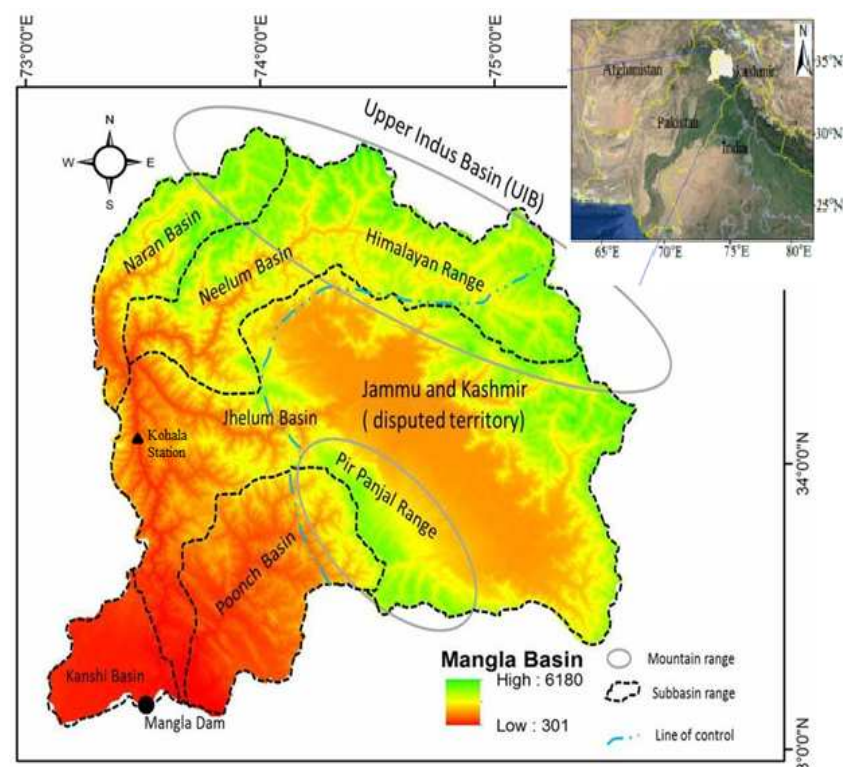 73°0'0"E
74°0'0"E
75°0'0"E
N
W
E
S
Upper Indus Basin (UIB)
Naran Basin
Neelum Basin
Himalayan Range
Jammu and Kashmir
( disputed territory)
Jhelum Basin
Kohala
Station
Pir Panjal Range
Poonch Basin
Kanshi Basin
Mangla Dam
34°0'0"N
Mangla Basin
High : 6180
Low : 301
Mountain range
Subbasin range
Line of control
N
Afghanistan
Kashmir
Pakistan
India
35°N
30°N
25°N
65°E
70°E
75°E
80°E